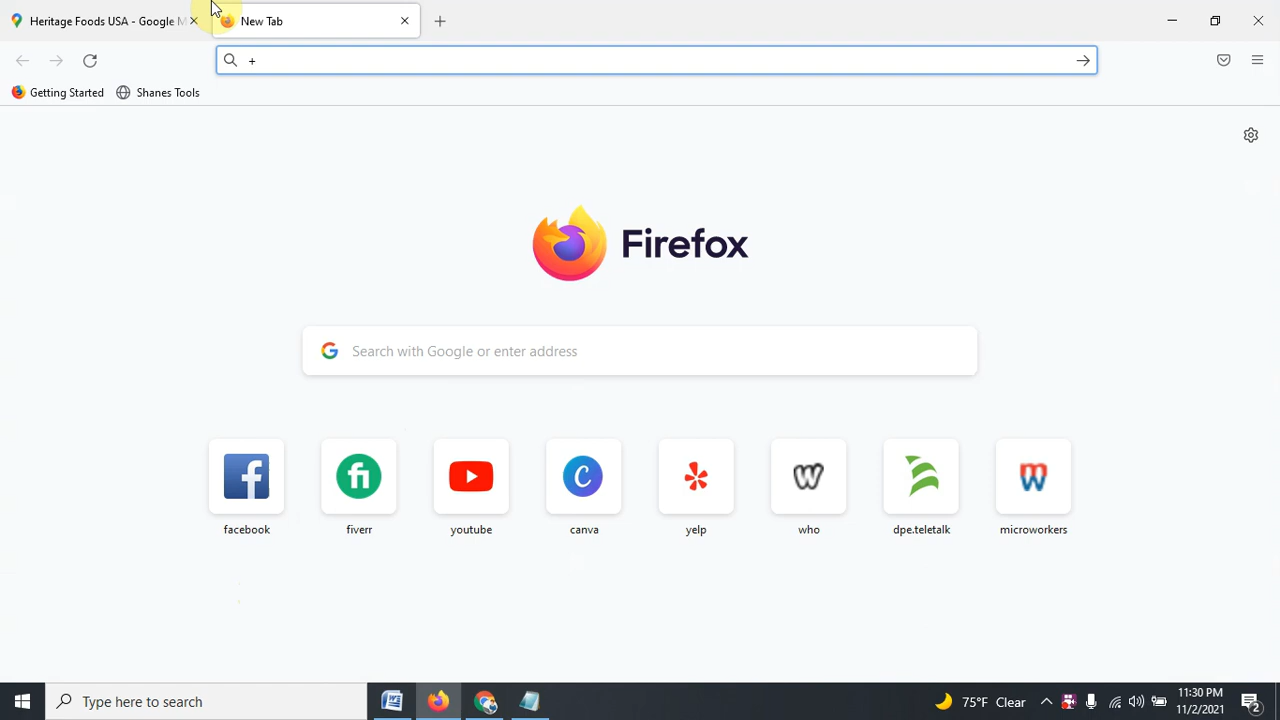 Heritage Foods USA - Google M
New Tab
+
Getting Started
Shanes Tools
Firefox
Search with Google or enter address
facebook
fiverr
youtube
canva
yelp
who
dpe.teletalk
microworkers
Type here to search
75°F Clear
11:30 PM
11/2/2021
2